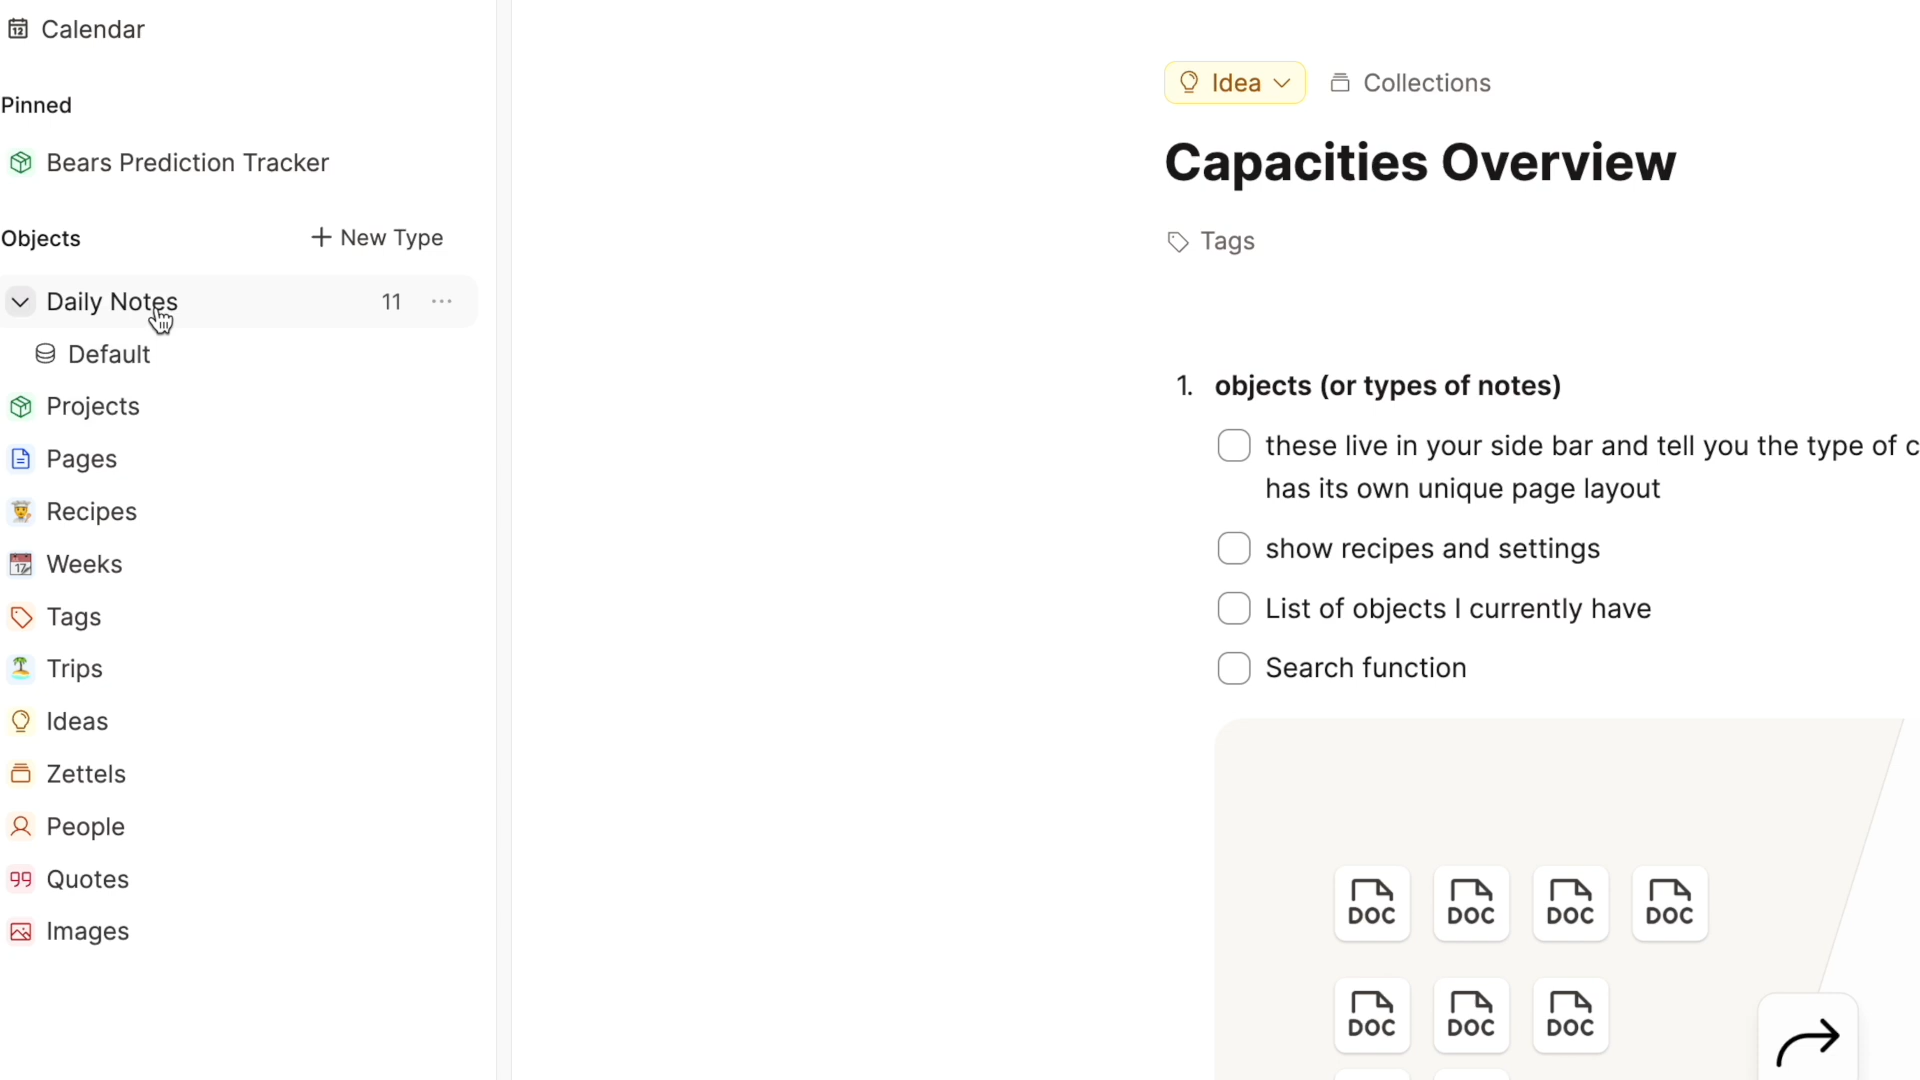 Calendar
Pinned
Bears Prediction Tracker
Objects
+ New Type
Daily Notes 11 ...
Default
Projects
Pages
Recipes
Weeks
Tags
Trips
Ideas
Zettels
People
Quotes
Images
Idea
Collections
Capacities Overview
Tags
1. objects (or types of notes)
these live in your side bar and tell you the type of c
has its own unique page layout
show recipes and settings
List of objects I currently have
Search function
DOC DOC DOC DOC
DOC DOC DOC